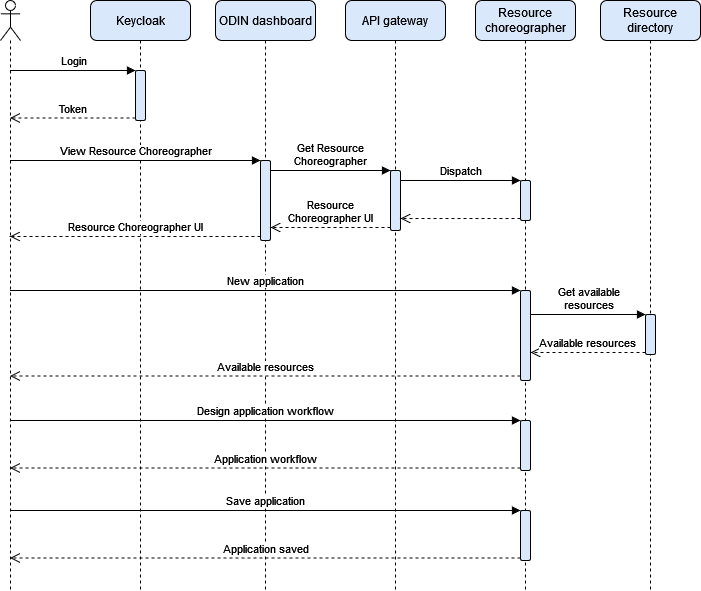 Keycloak
ODIN dashboard
API gateway
Resource
choreographer
Resource
directory
Login
Token
View Resource Choreographer
Get Resource
Choreographer
Dispatch
Resource
Choreographer UI
Resource Choreographer UI
New application
Get available
resources
Available resources
Available resources
Design application workflow
Application workflow
Save application
Application saved